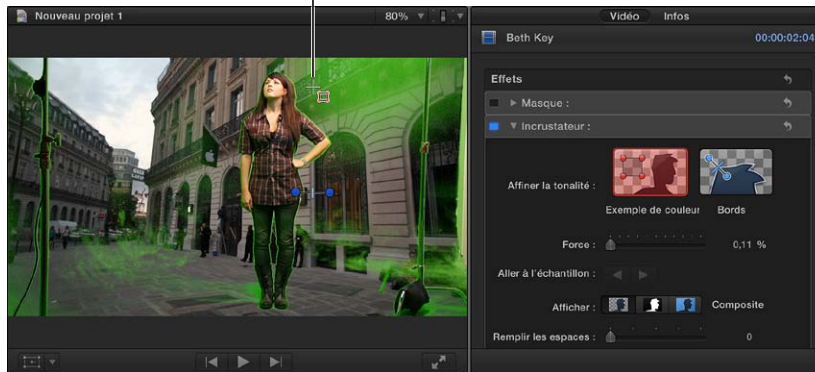 Nouveau projet 1
80%
Vidéo Infos
Beth Key 00:00:02:04
Effets
Masque :
Incrustateur :
Affiner la tonalité :
Exemple de couleur Bords
Force : 0,11 %
Aller à l'échantillon :
Afficher : Composite
Remplir les espaces : 0